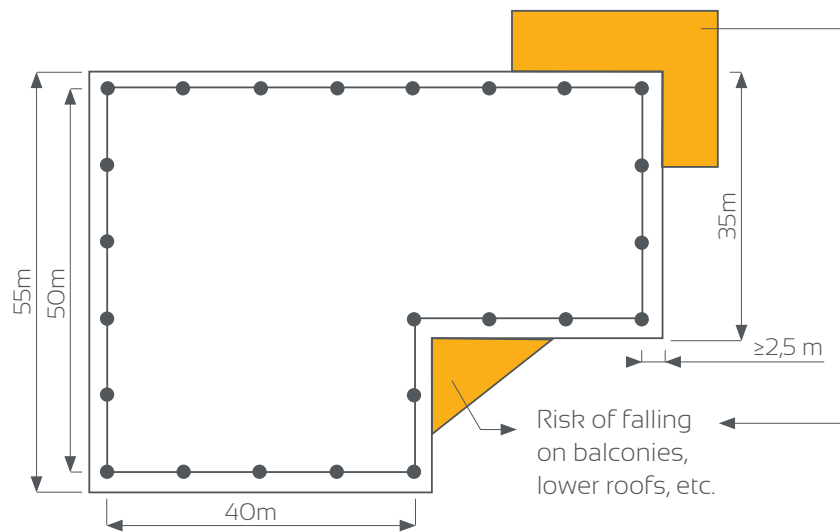 55m
50m
35m
≥2,5 m
Risk of falling
on balconies,
lower roofs, etc.
40m